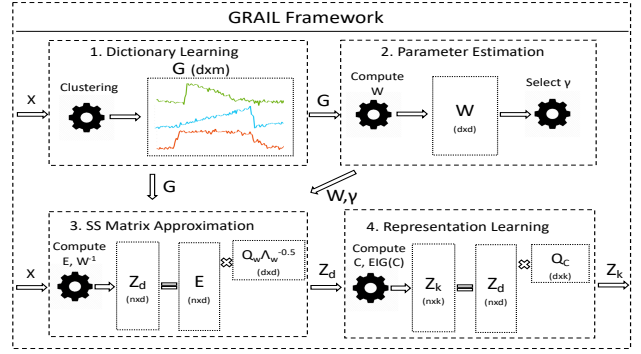 GRAIL Framework
1. Dictionary Learning
G (dxm)
Clustering
X
G
2. Parameter Estimation
Compute
W
W
(dxd)
Select γ
G
W,γ
3. SS Matrix Approximation
Compute
E, W⁻¹
X
Z_d
(nxd)
=
E
(nxd)
✖
Q_wΛ_w^-0.5
(dxd)
Z_d
4. Representation Learning
Compute
C, EIG(C)
Z_k
(nxk)
=
Z_d
(nxd)
✖
Q_C
(dxk)
Z_k